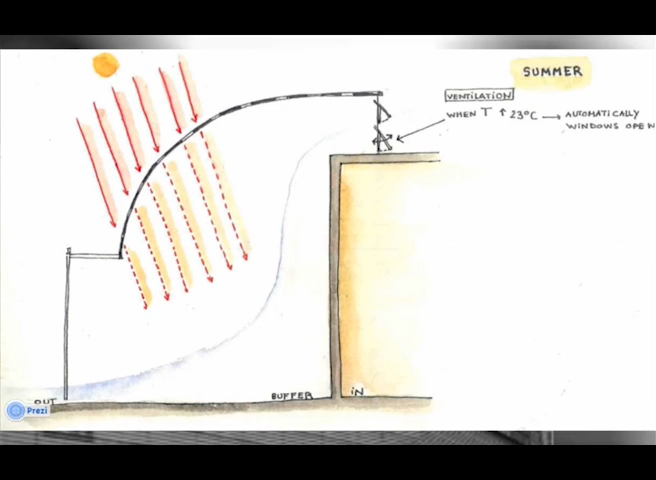 SUMMER
VENTILATION
WHEN T ↑ 23°C → AUTOMATICALLY
WINDOWS OPEN
OUT
BUFFER
iN
Prezi